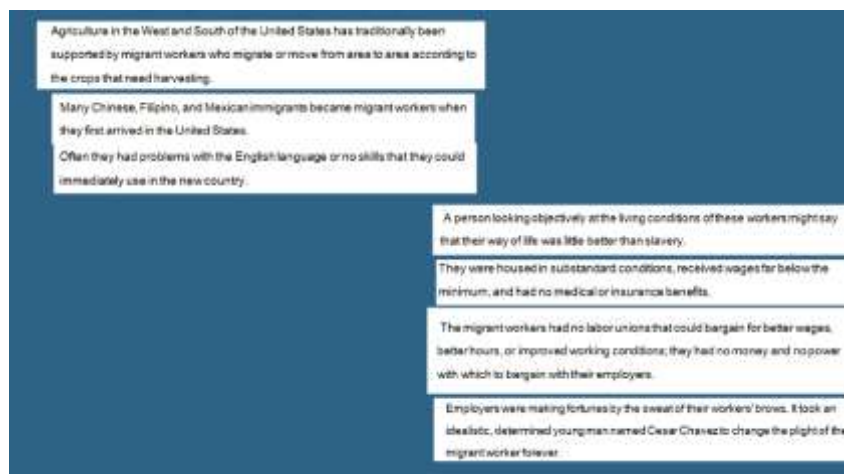 Agriculture in the West and South of the United States has traditionally been
supported by migrant workers who migrate or move from area to area according to
the crops that need harvesting.
Many Chinese, Filipino, and Mexican immigrants became migrant workers when
they first arrived in the United States.
Often they had problems with the English language or no skills that they could
immediately use in the new country.
A person looking objectively at the living conditions of these workers might say
that their way of life was little better than slavery.
They were housed in substandard conditions, received wages far below the
minimum, and had no medical or insurance benefits.
The migrant workers had no labor unions that could bargain for better wages,
better hours, or improved working conditions; they had no money and no power
with which to bargain with their employers.
Employers were making fortunes by the sweat of their workers' brows. It took an
idealistic, determined young man named Cesar Chavez to change the plight of the
migrant worker forever.